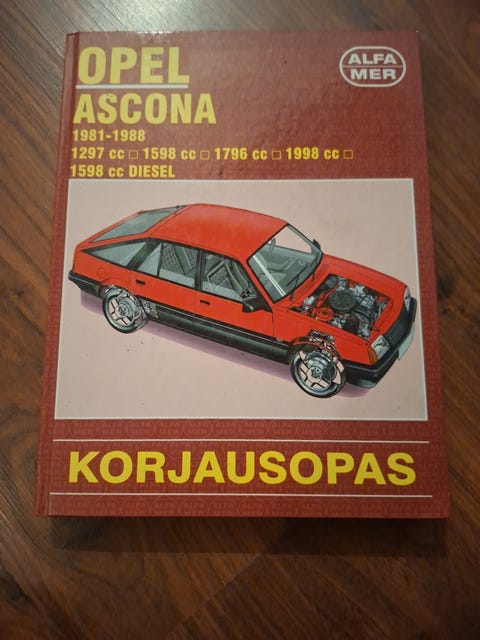 OPEL
ALFA
MER
ASCONA
1981-1988
1297 cc □ 1598 cc □ 1796 cc □ 1998 cc □
1598 cc DIESEL
KORJAUSOPAS